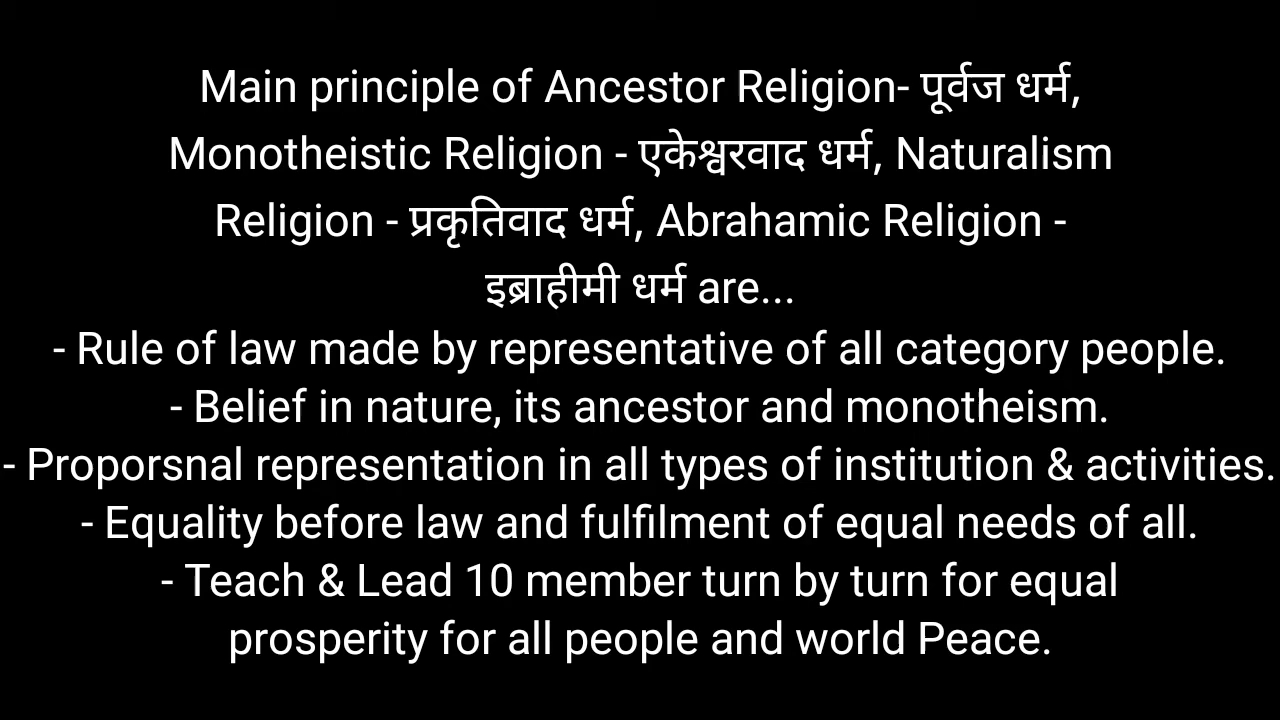 Main principle of Ancestor Religion- पूर्वज धर्म,
Monotheistic Religion - एकेश्वरवाद धर्म, Naturalism
Religion - प्रकृतिवाद धर्म, Abrahamic Religion -
इब्राहीमी धर्म are...
- Rule of law made by representative of all category people.
- Belief in nature, its ancestor and monotheism.
- Proporsnal representation in all types of institution & activities.
- Equality before law and fulfilment of equal needs of all.
- Teach & Lead 10 member turn by turn for equal
prosperity for all people and world Peace.